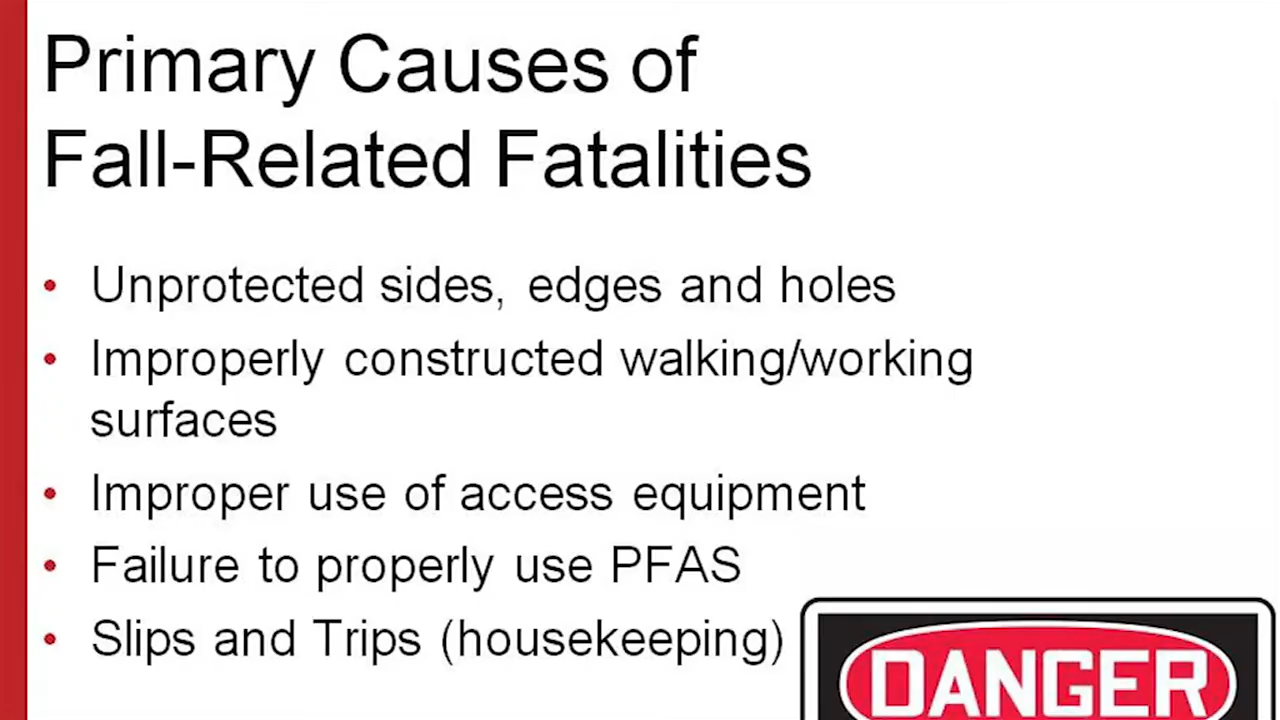 Primary Causes of
Fall-Related Fatalities
• Unprotected sides, edges and holes
• Improperly constructed walking/working
surfaces
• Improper use of access equipment
• Failure to properly use PFAS
• Slips and Trips (housekeeping)
DANGER